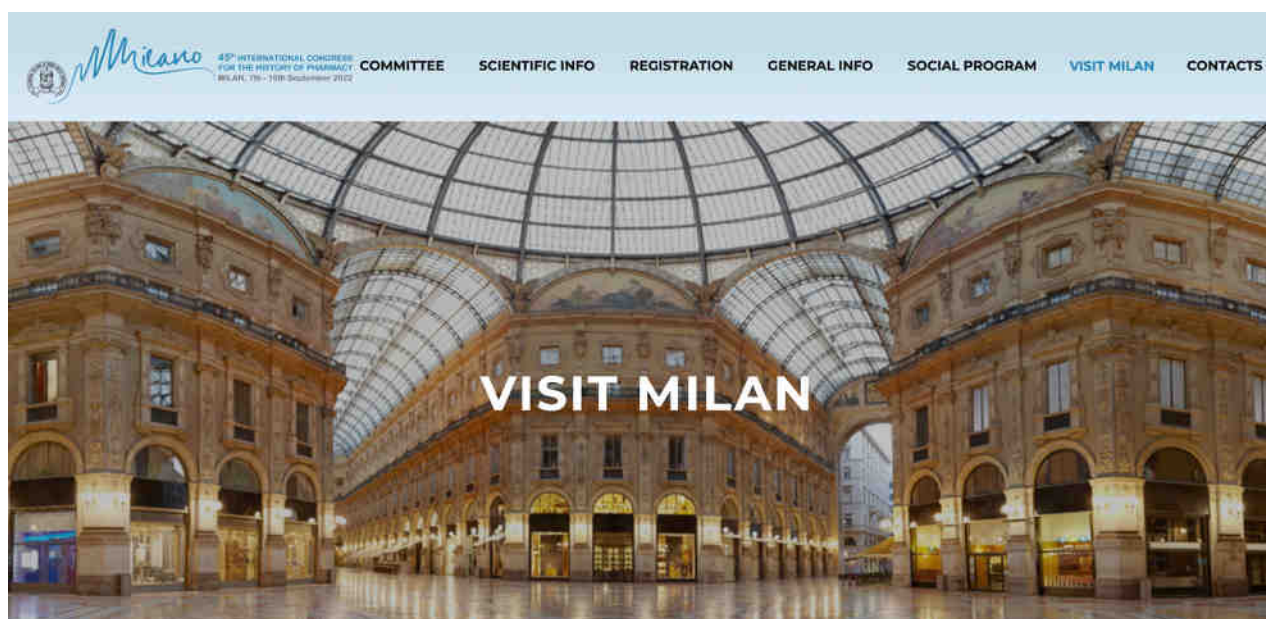 Milano
45th INTERNATIONAL CONGRESS
FOR THE HISTORY OF PHARMACY
MILAN, 7th - 10th September 2022
COMMITTEE
SCIENTIFIC INFO
REGISTRATION
GENERAL INFO
SOCIAL PROGRAM
VISIT MILAN
CONTACTS
VISIT MILAN